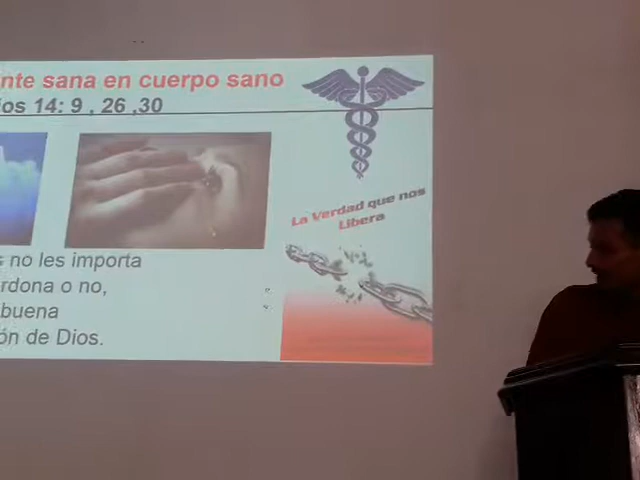 nte sana en cuerpo sano
ios 14: 9 , 26 ,30
La Verdad que nos
Libera
s no les importa
rdona o no,
buena
ón de Dios.